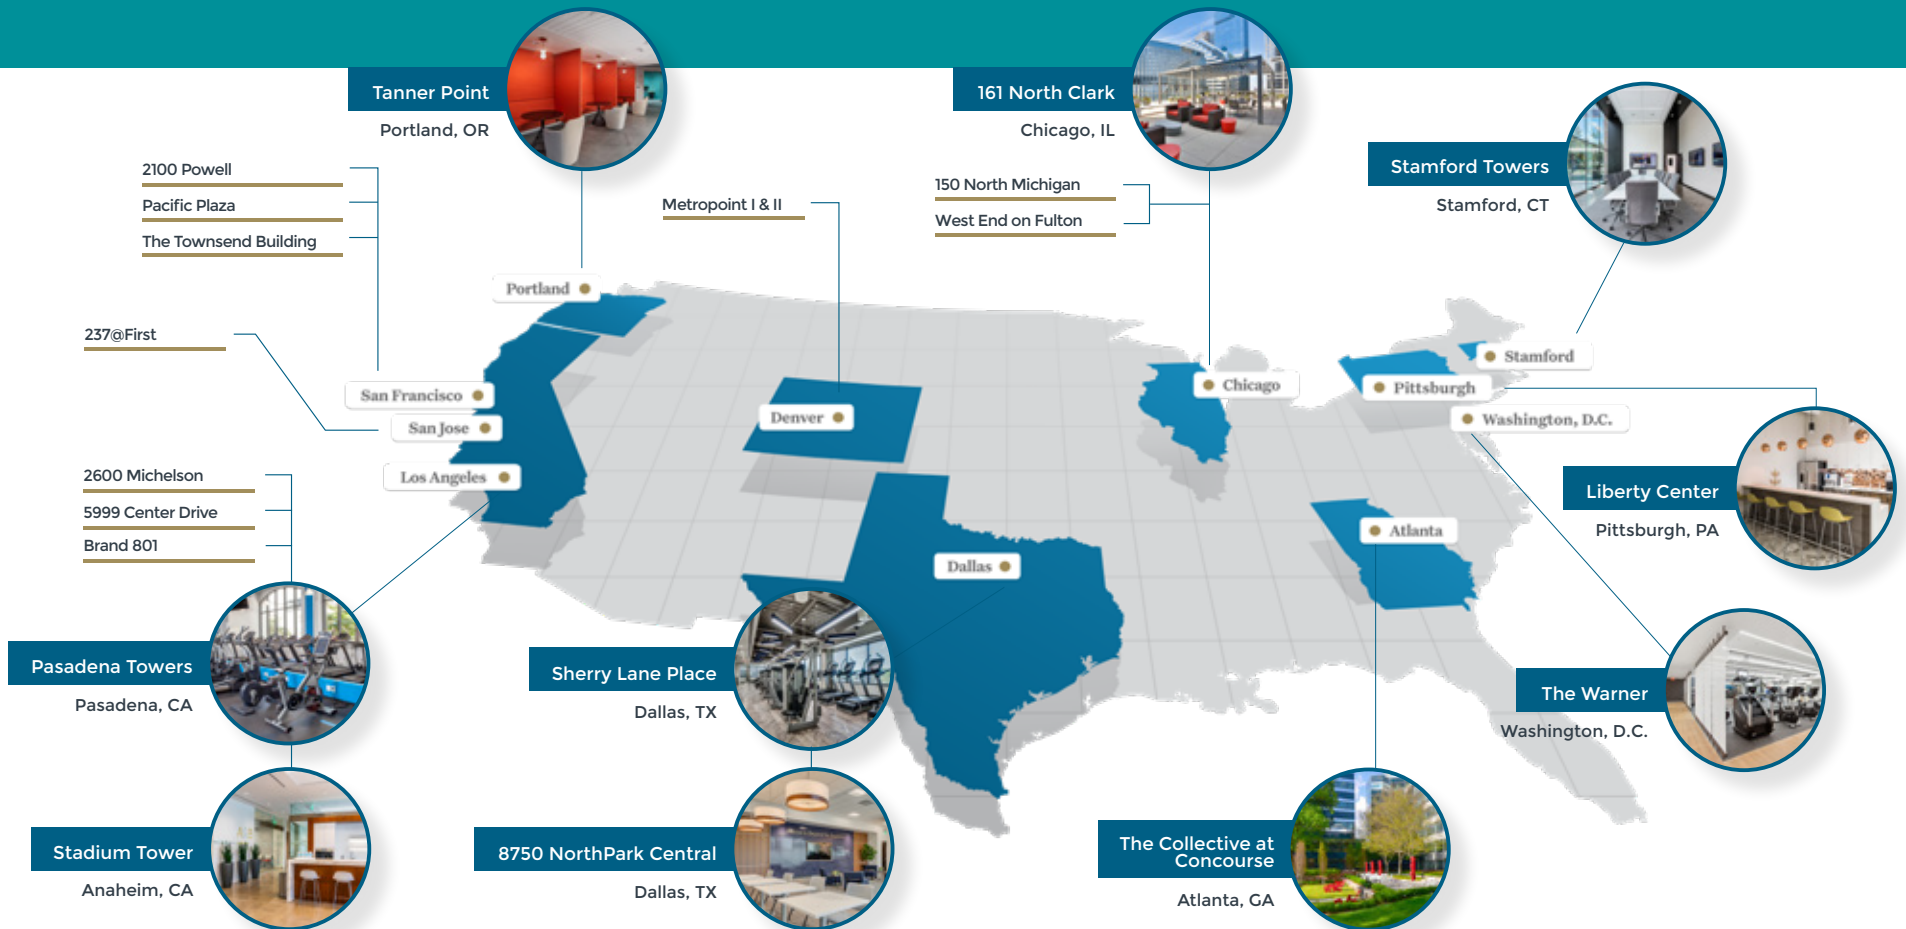 Tanner Point
Portland, OR
161 North Clark
Chicago, IL
Stamford Towers
Stamford, CT
2100 Powell
Pacific Plaza
The Townsend Building
Metropoint I & II
150 North Michigan
West End on Fulton
Portland
237@First
San Francisco
San Jose
Los Angeles
Denver
Chicago
Stamford
Pittsburgh
Washington, D.C.
2600 Michelson
5999 Center Drive
Brand 801
Liberty Center
Pittsburgh, PA
Atlanta
Dallas
Pasadena Towers
Pasadena, CA
Sherry Lane Place
Dallas, TX
The Warner
Washington, D.C.
Stadium Tower
Anaheim, CA
8750 NorthPark Central
Dallas, TX
The Collective at
Concourse
Atlanta, GA